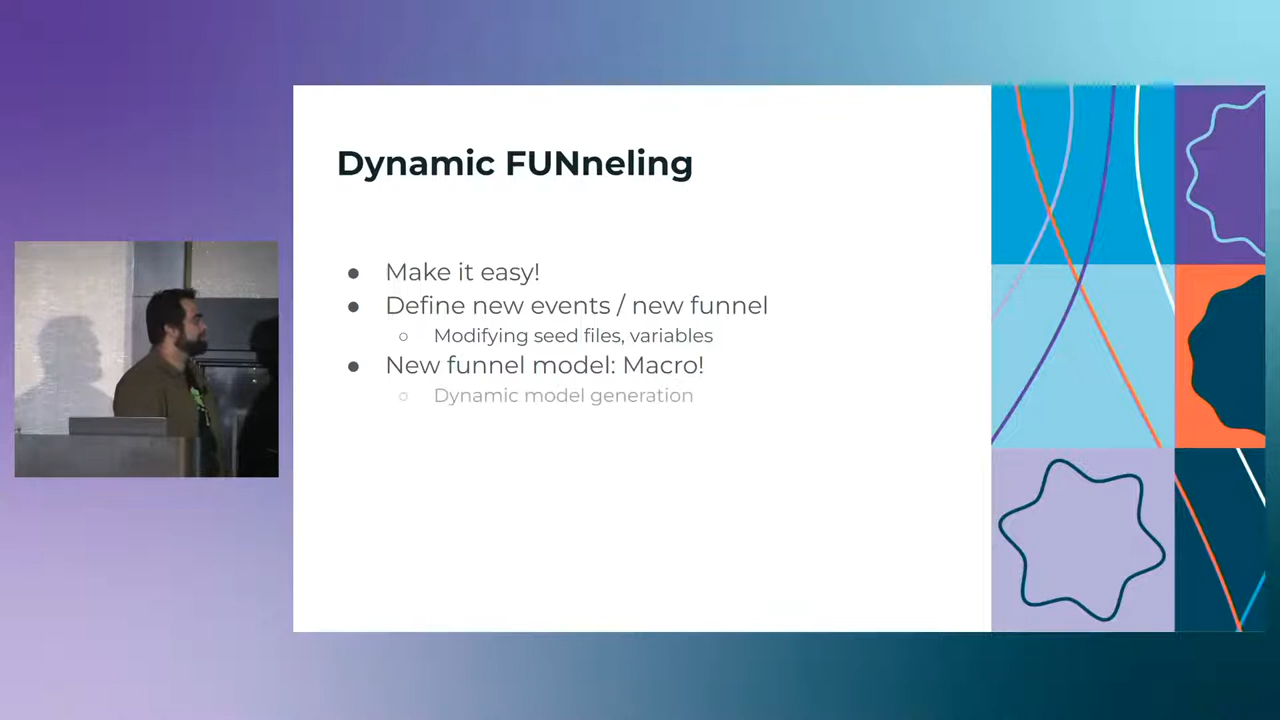 Dynamic FUNneling
● Make it easy!
● Define new events / new funnel
○ Modifying seed files, variables
● New funnel model: Macro!
○ Dynamic model generation